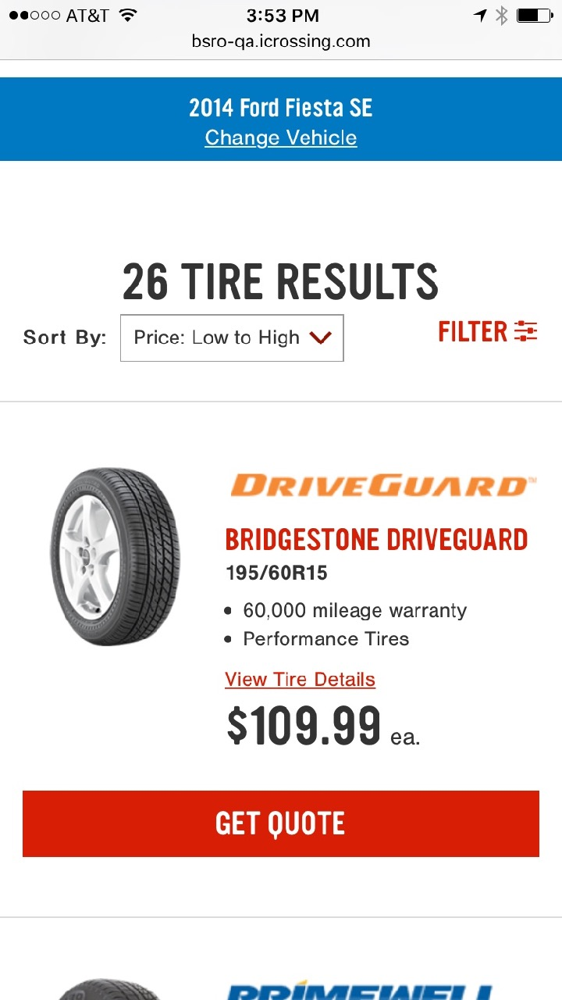 AT&T 3:53 PM
bsro-qa.icrossing.com
2014 Ford Fiesta SE
Change Vehicle
26 TIRE RESULTS
Sort By: Price: Low to High FILTER
DRIVEGUARD™
BRIDGESTONE DRIVEGUARD
195/60R15
• 60,000 mileage warranty
• Performance Tires
View Tire Details
$109.99 ea.
GET QUOTE
PRIMEWELL